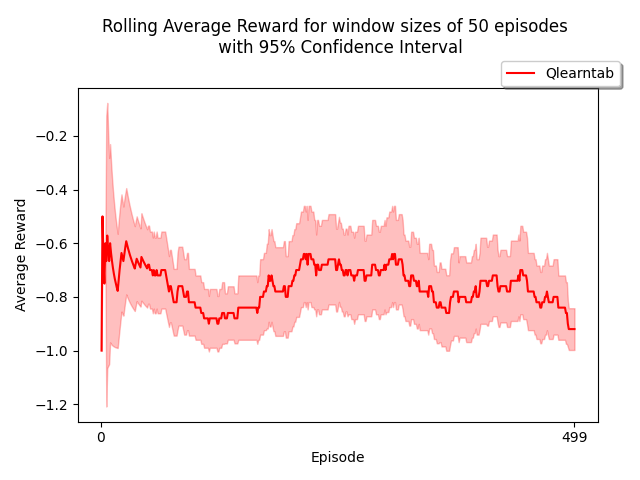 Rolling Average Reward for window sizes of 50 episodes
with 95% Confidence Interval
Qlearntab
−0.2
−0.4
−0.6
−0.8
−1.0
−1.2
Average Reward
0
499
Episode